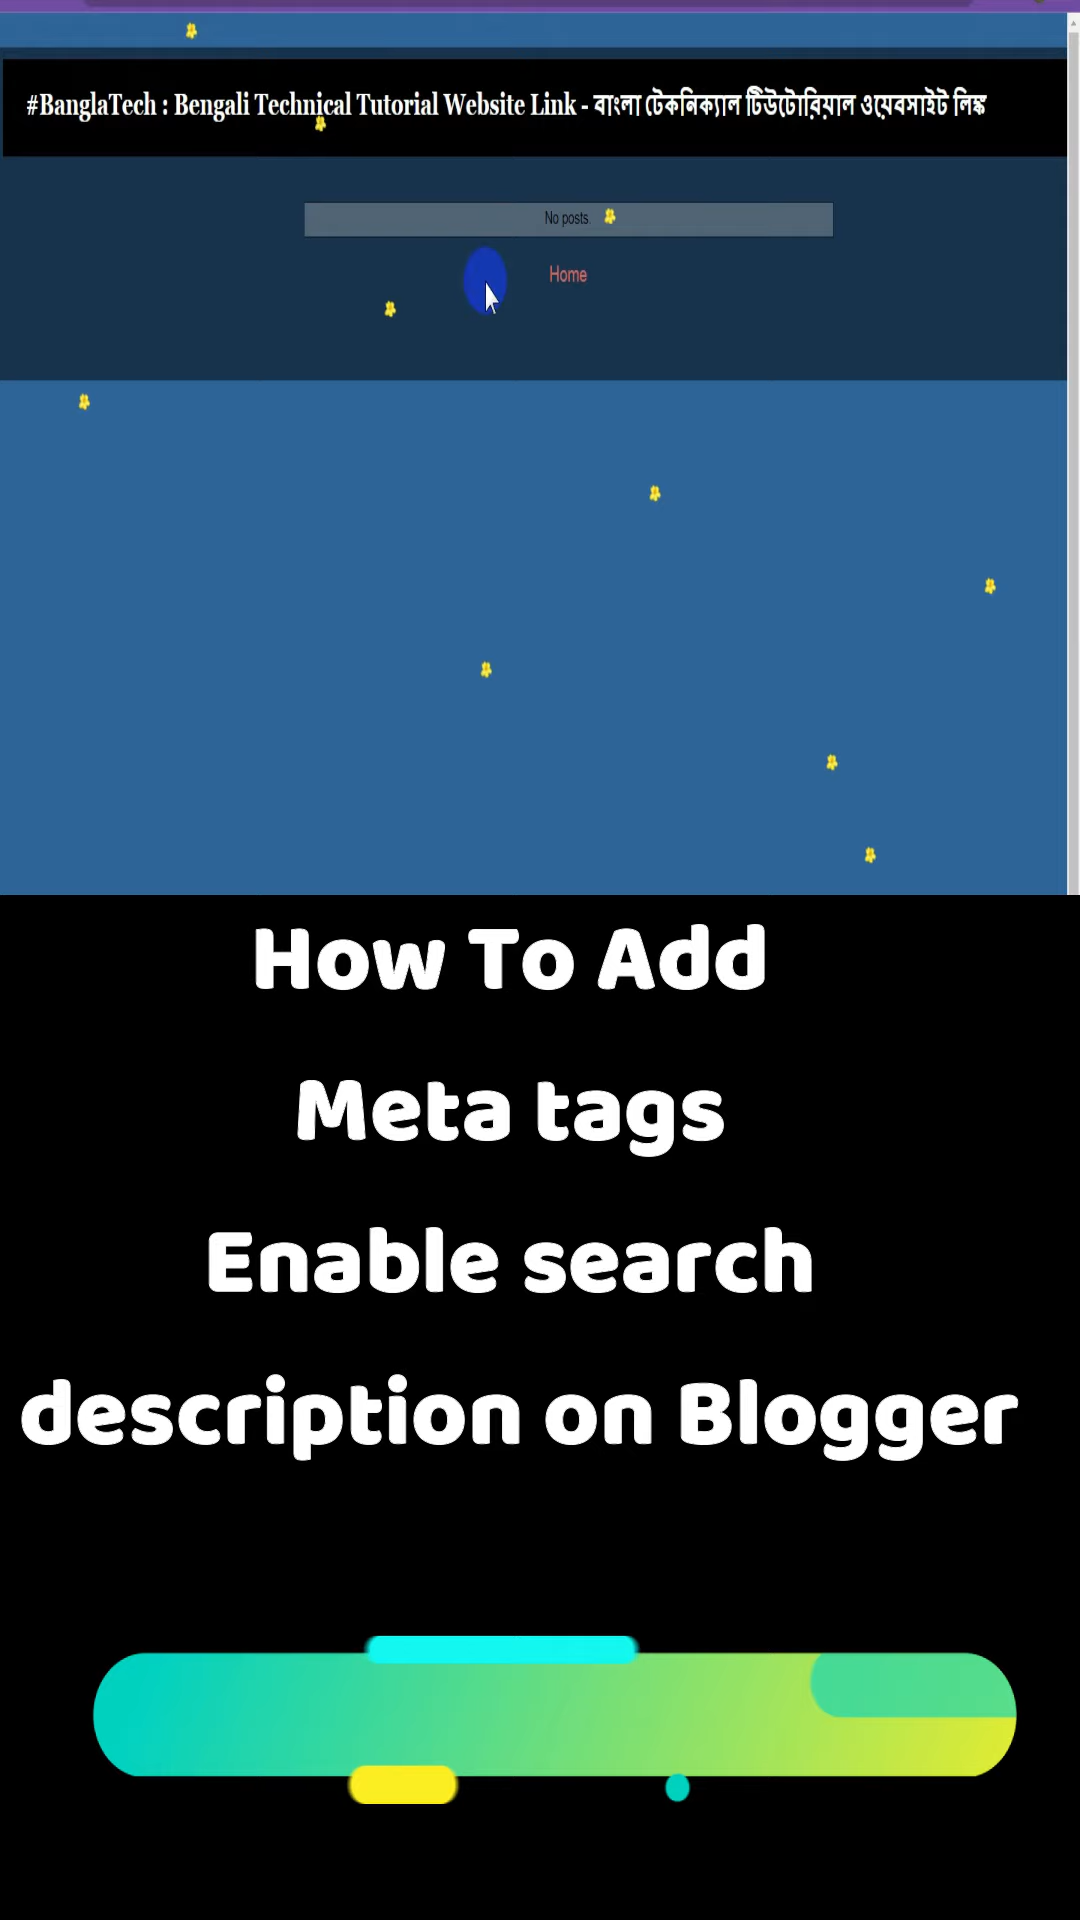 #BanglaTech : Bengali Technical Tutorial Website Link - বাংলা টেকনিক্যাল টিউটোরিয়াল ওয়েবসাইট লিঙ্ক
No posts.
Home
How To Add
Meta tags
Enable search
description on Blogger